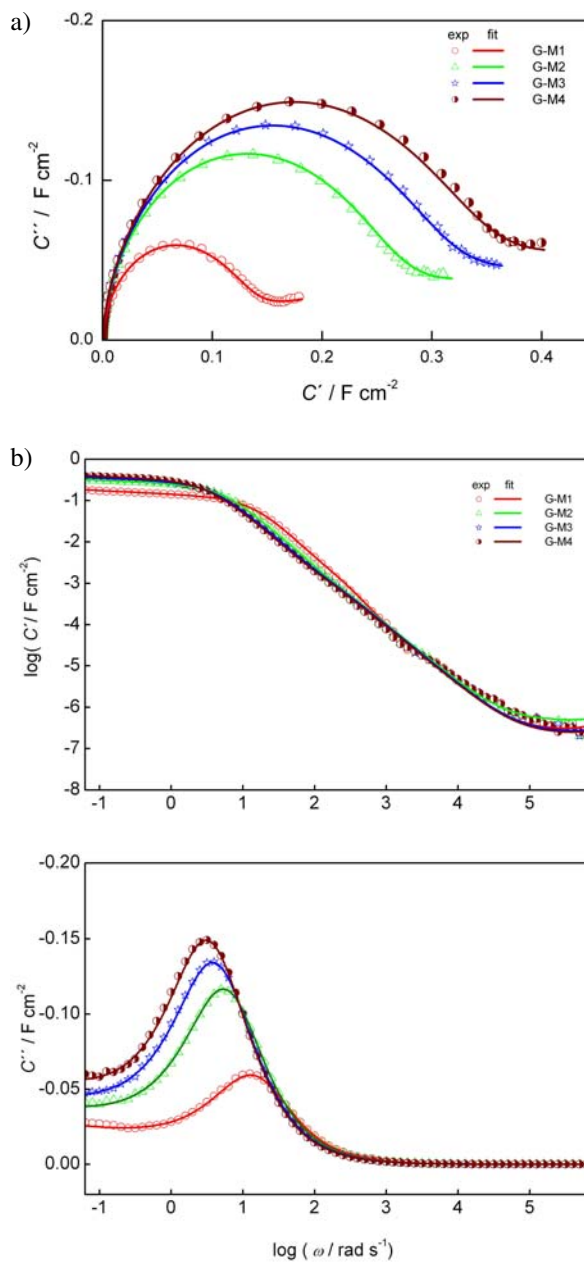 a)
-0.2
-0.1
0.0
C´´ / F cm-2
exp fit
G-M1
G-M2
G-M3
G-M4
0.0 0.1 0.2 0.3 0.4
C´ / F cm-2
b)
0
-1
-2
-3
-4
-5
-6
-7
-8
log( C´/ F cm-2)
exp fit
G-M1
G-M2
G-M3
G-M4
-1 0 1 2 3 4 5
-0.20
-0.15
-0.10
-0.05
0.00
C´´ / F cm-2
-1 0 1 2 3 4 5
log ( ω / rad s-1)